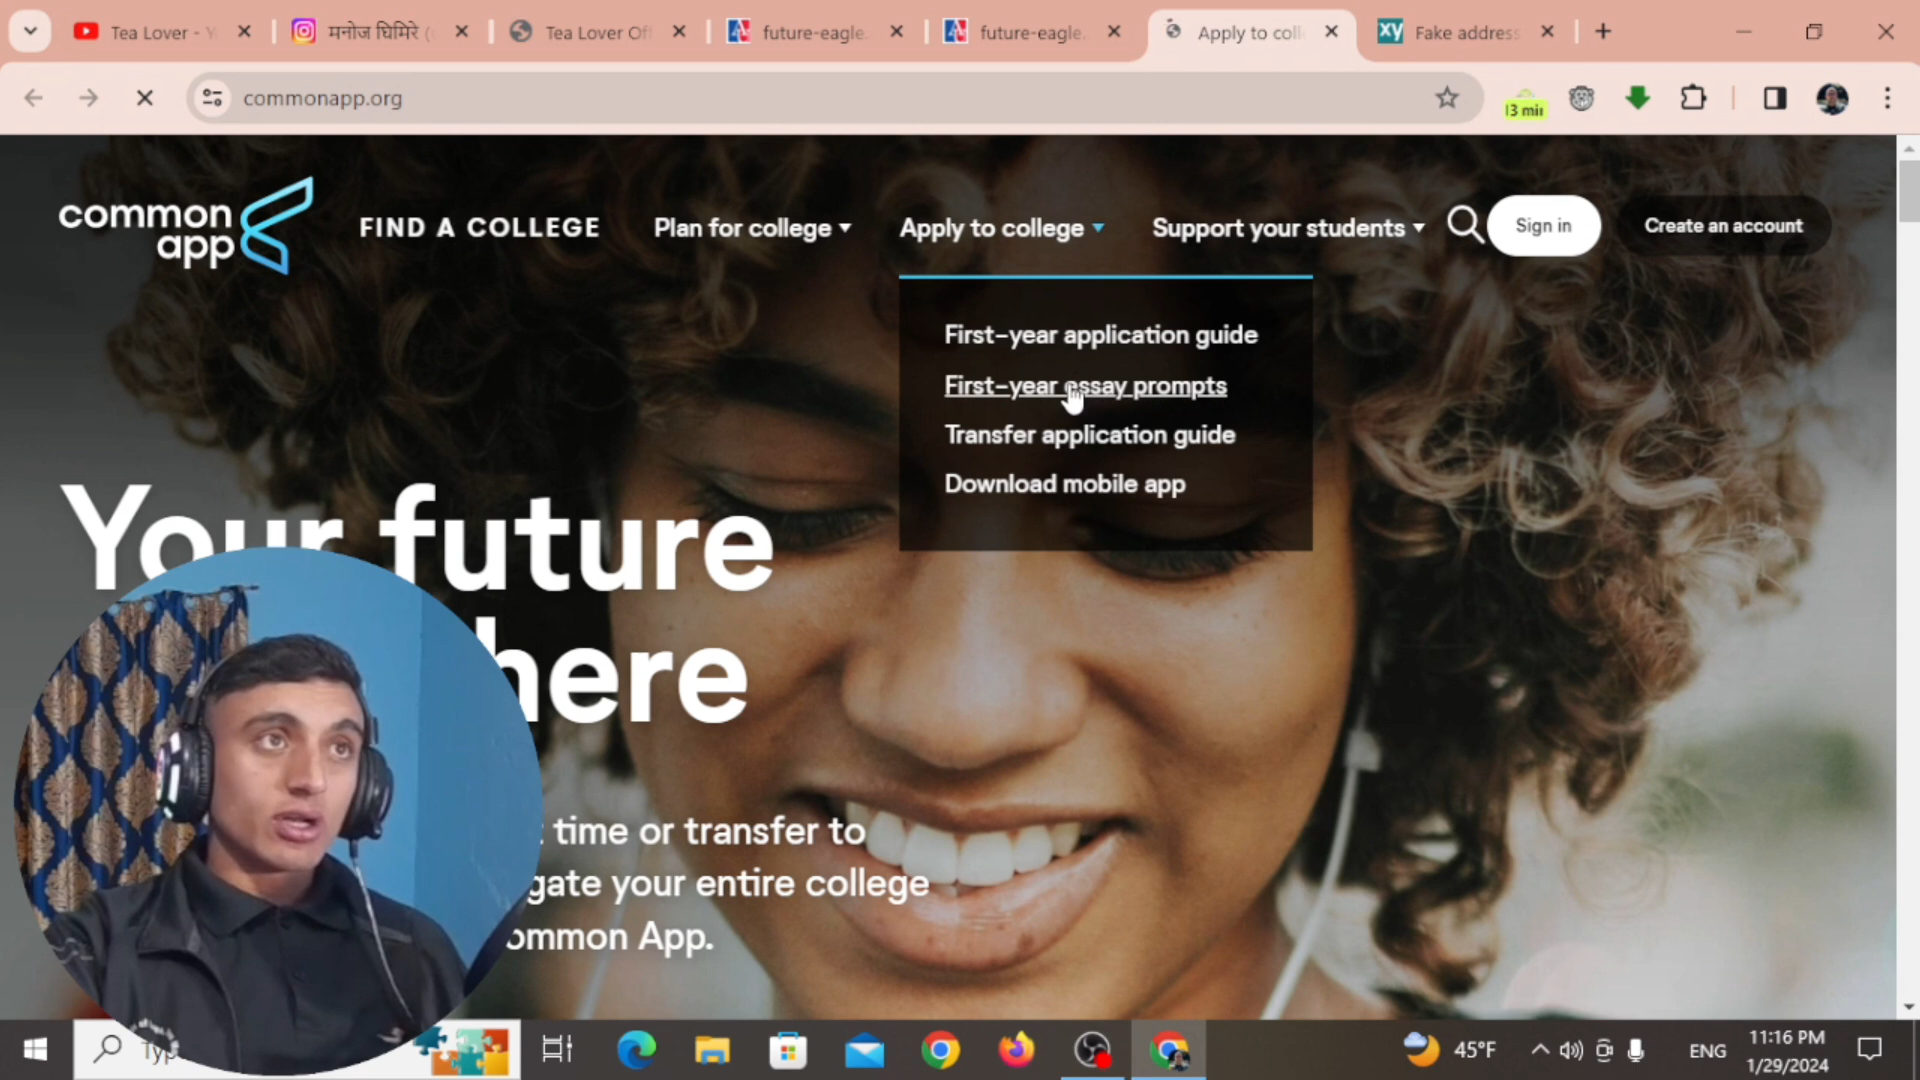 Tea Lover - Y
मनोज घिमिरे (
Tea Lover Off
future-eagle.
future-eagle.
Apply to coll
XY
Fake address
commonapp.org
common
app
FIND A COLLEGE
Plan for college
Apply to college
Support your students
Sign in
Create an account
First-year application guide
First-year essay prompts
Transfer application guide
Download mobile app
Your future
here
time or transfer to
gate your entire college
ommon App.
Typ
45°F
ENG
11:16 PM
1/29/2024